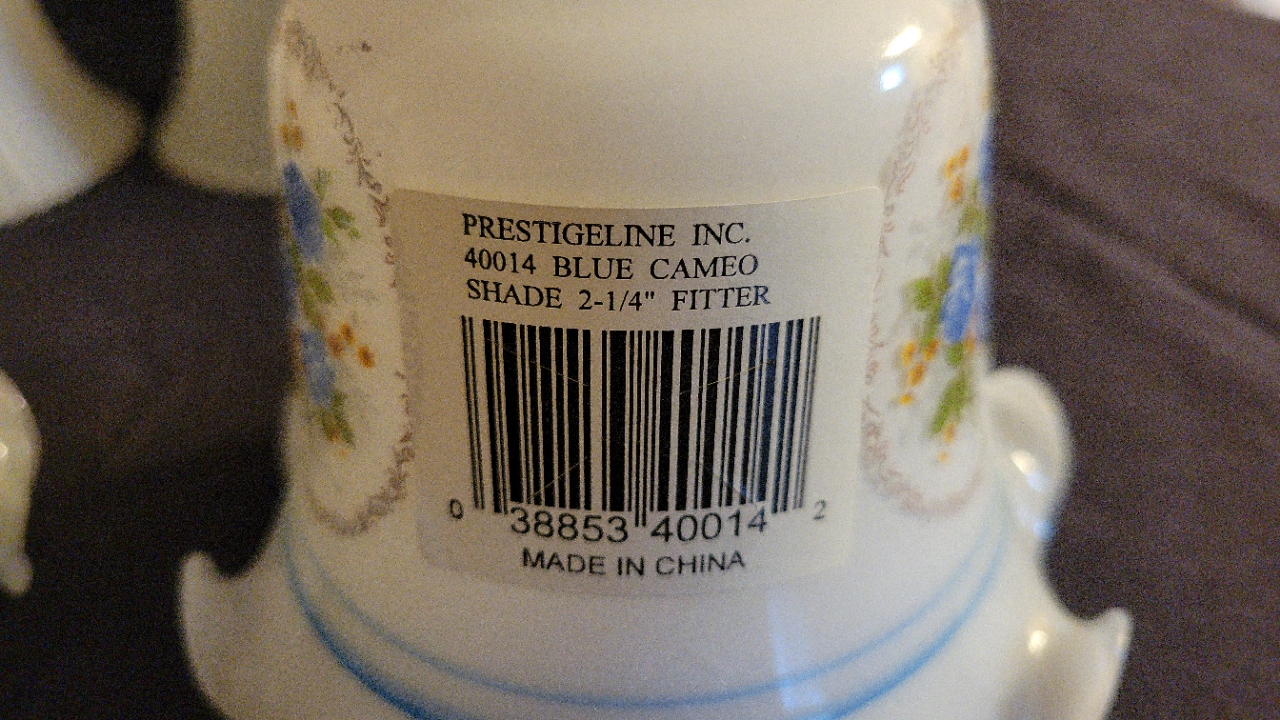 PRESTIGELINE INC.
40014 BLUE CAMEO
SHADE 2-1/4" FITTER
0 38853 40014 2
MADE IN CHINA